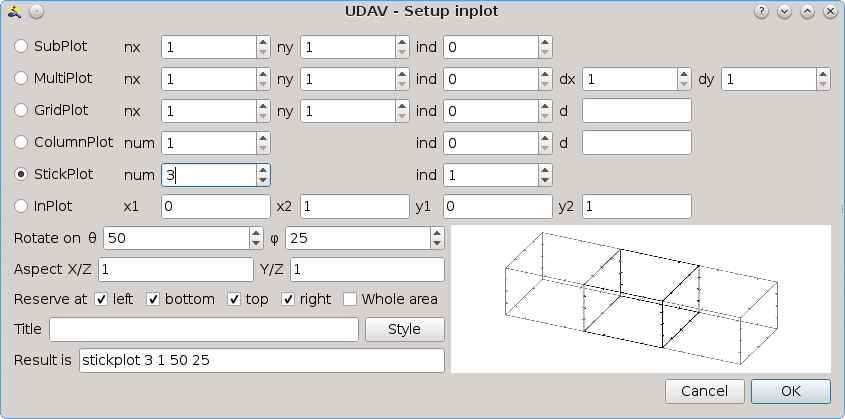 UDAV - Setup inplot
SubPlot nx 1 ny 1 ind 0
MultiPlot nx 1 ny 1 ind 0 dx 1 dy 1
GridPlot nx 1 ny 1 ind 0 d
ColumnPlot num 1 ind 0 d
StickPlot num 3 ind 1
InPlot x1 0 x2 1 y1 0 y2 1
Rotate on θ 50 φ 25
Aspect X/Z 1 Y/Z 1
Reserve at left bottom top right Whole area
Title Style
Result is stickplot 3 1 50 25
Cancel OK